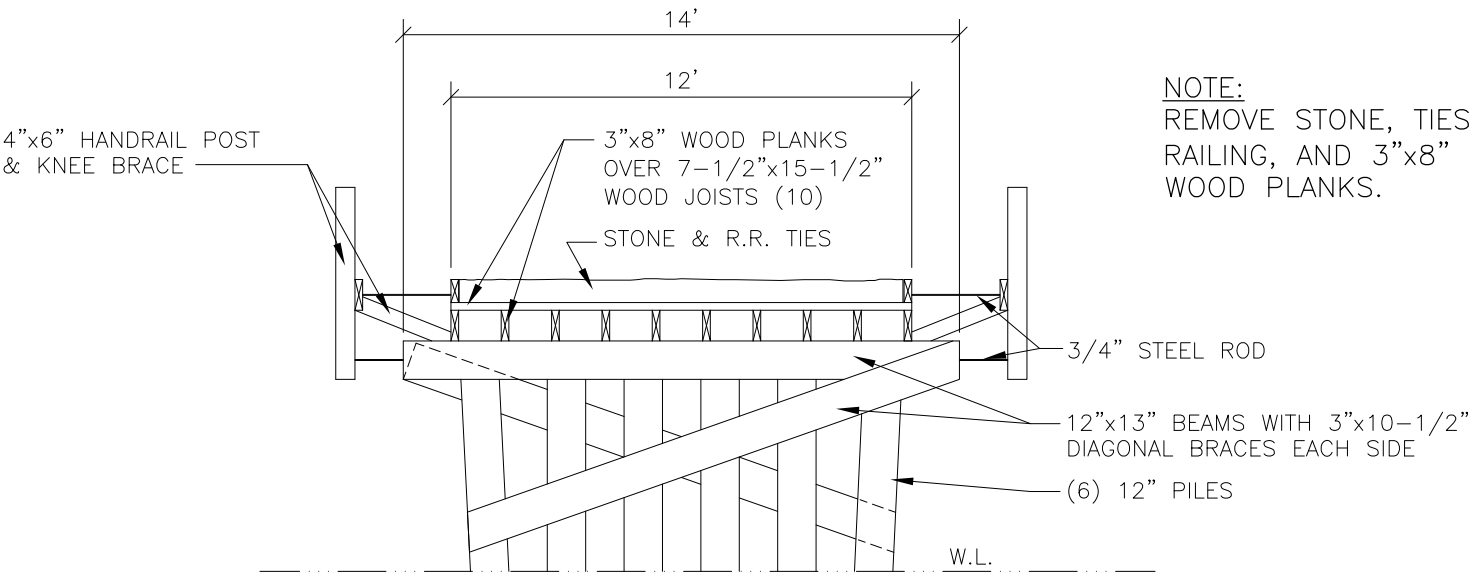 14'
12'
NOTE:
REMOVE STONE, TIES
RAILING, AND 3"x8"
WOOD PLANKS.
4"x6" HANDRAIL POST
& KNEE BRACE
3"x8" WOOD PLANKS
OVER 7-1/2"x15-1/2"
WOOD JOISTS (10)
STONE & R.R. TIES
3/4" STEEL ROD
12"x13" BEAMS WITH 3"x10-1/2"
DIAGONAL BRACES EACH SIDE
(6) 12" PILES
W.L.